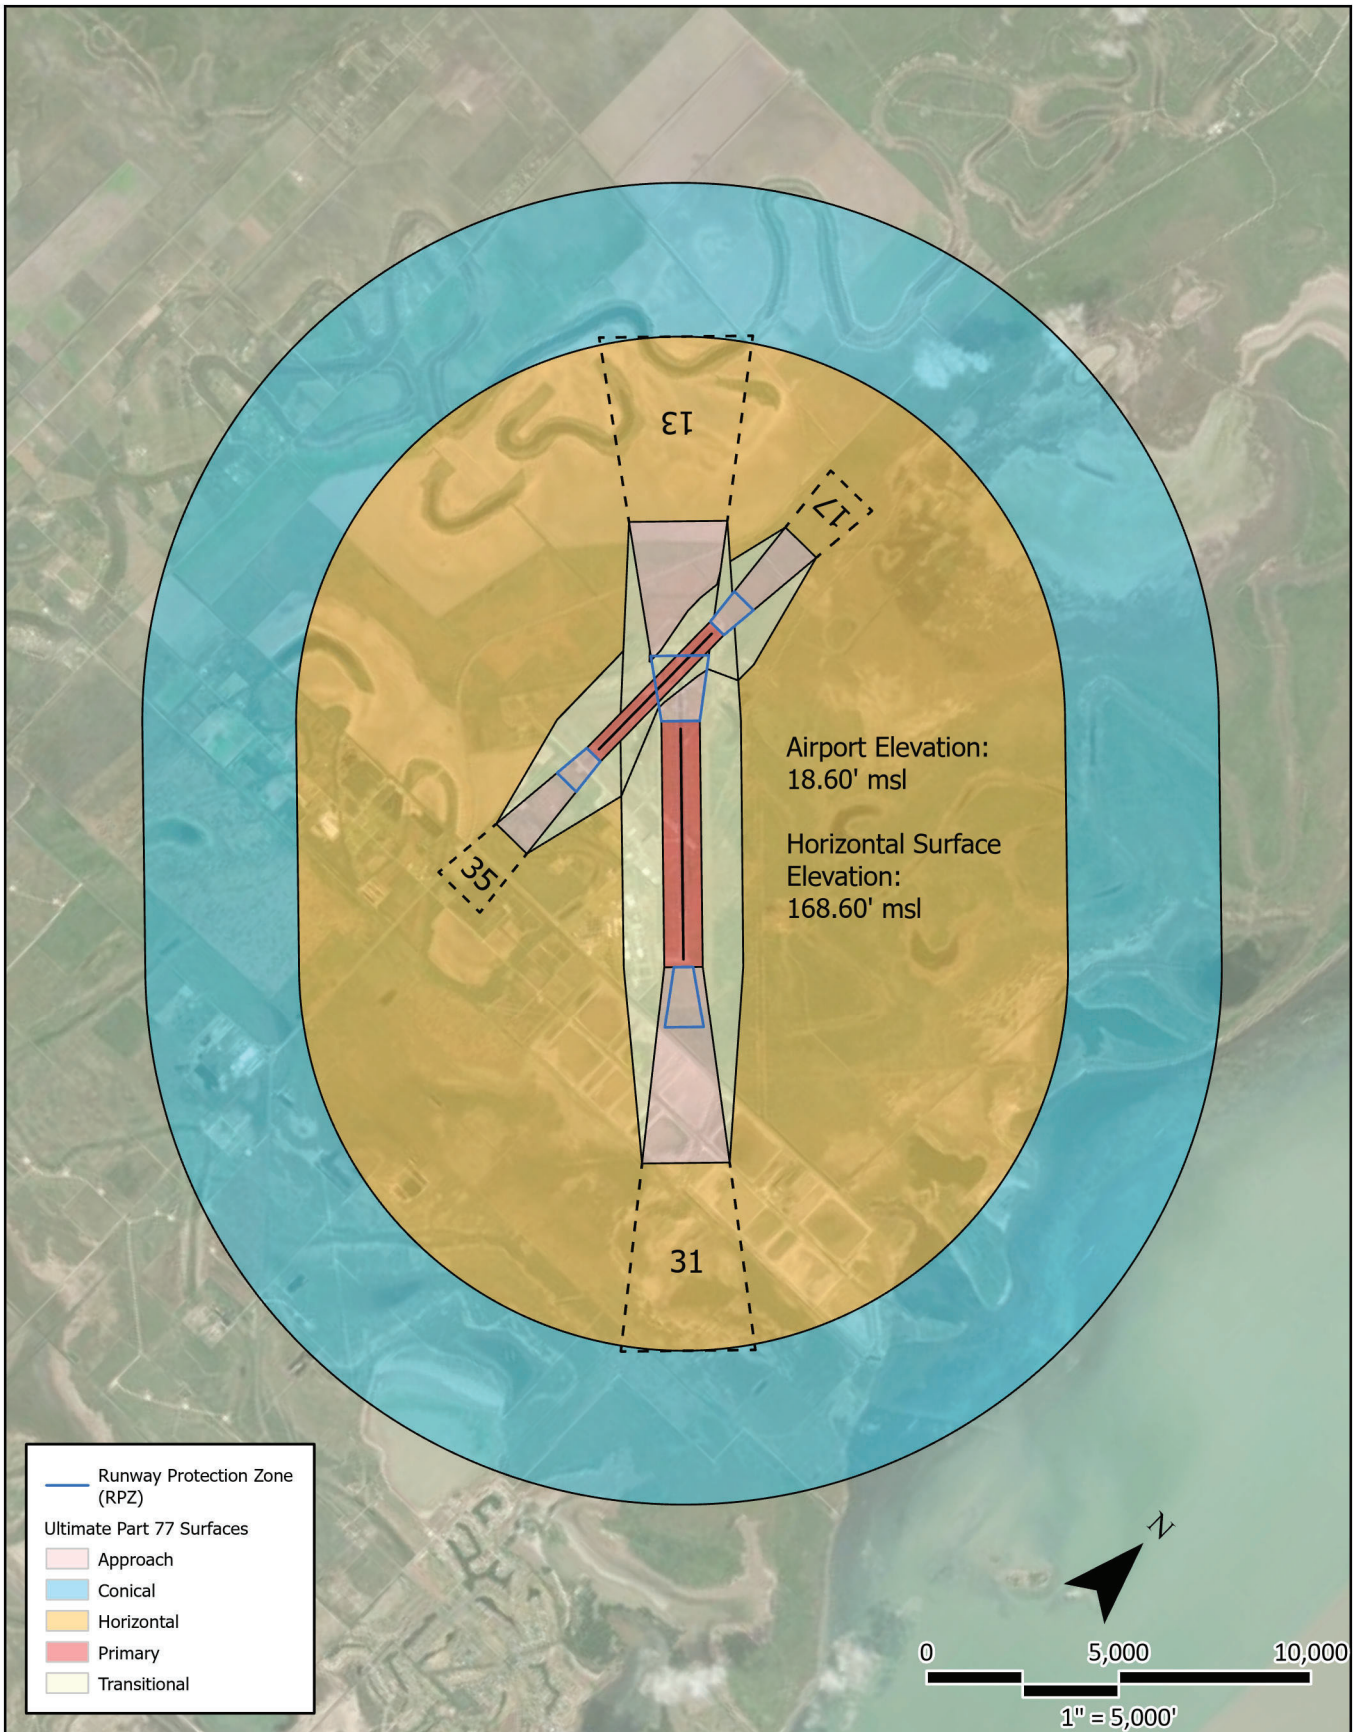 13
17
Airport Elevation:
18.60' msl
Horizontal Surface
Elevation:
168.60' msl
35
31
Runway Protection Zone
(RPZ)
Ultimate Part 77 Surfaces
Approach
Conical
Horizontal
Primary
Transitional
N
0 5,000 10,000
1" = 5,000'